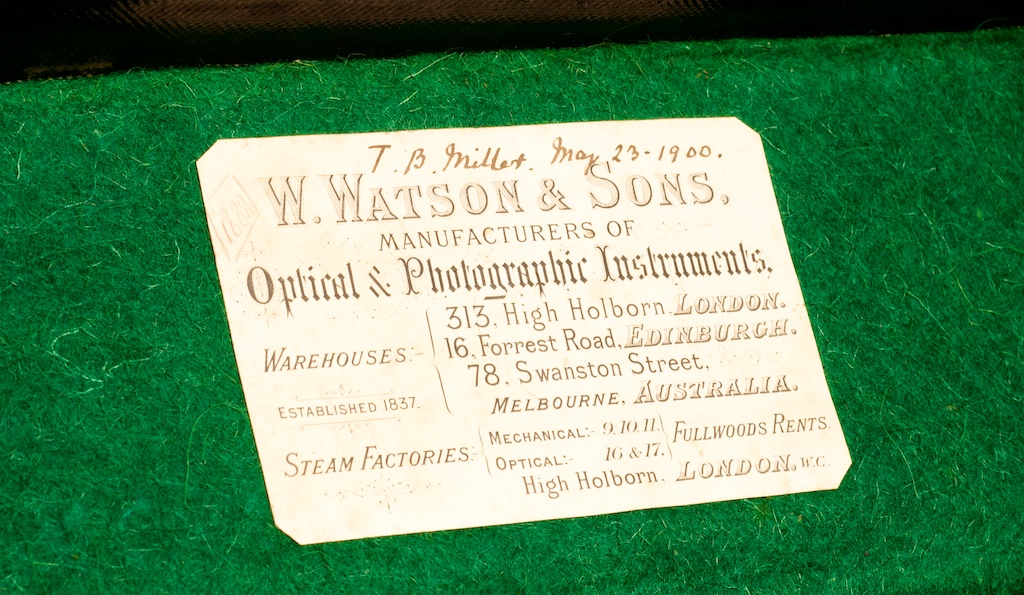 T. B. Miller. May 23-1900.
W. WATSON & SONS,
MANUFACTURERS OF
Optical & Photographic Instruments,
313, High Holborn, LONDON.
WAREHOUSES:- 16, Forrest Road, EDINBURGH.
78, Swanston Street,
MELBOURNE, AUSTRALIA.
ESTABLISHED 1837.
STEAM FACTORIES:- MECHANICAL:- 9.10.11. FULLWOODS RENTS.
OPTICAL:- 16 & 17.
High Holborn. LONDON, W.C.